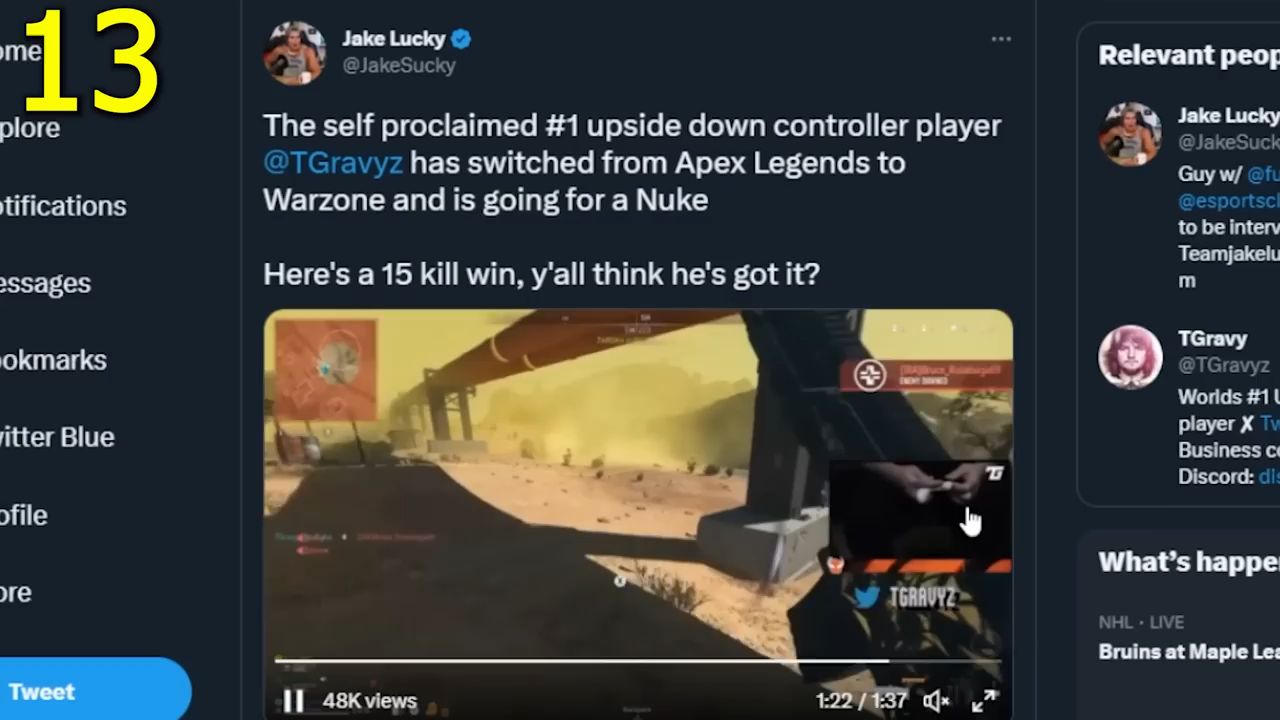 13
ome
plore
otifications
essages
ookmarks
witter Blue
ofile
ore
Tweet
Jake Lucky
@JakeSucky
The self proclaimed #1 upside down controller player
@TGravyz has switched from Apex Legends to
Warzone and is going for a Nuke
Here's a 15 kill win, y'all think he's got it?
ENEMY DOWNED
TG
TGRAVYZ
48K views
1:22 / 1:37
Relevant peop
Jake Lucky
@JakeSuck
Guy w/ @fu
@esportscl
to be interv
Teamjakelu
m
TGravy
@TGravyz
Worlds #1 U
player X Tw
Business co
Discord: dis
What's happe
NHL · LIVE
Bruins at Maple Lea